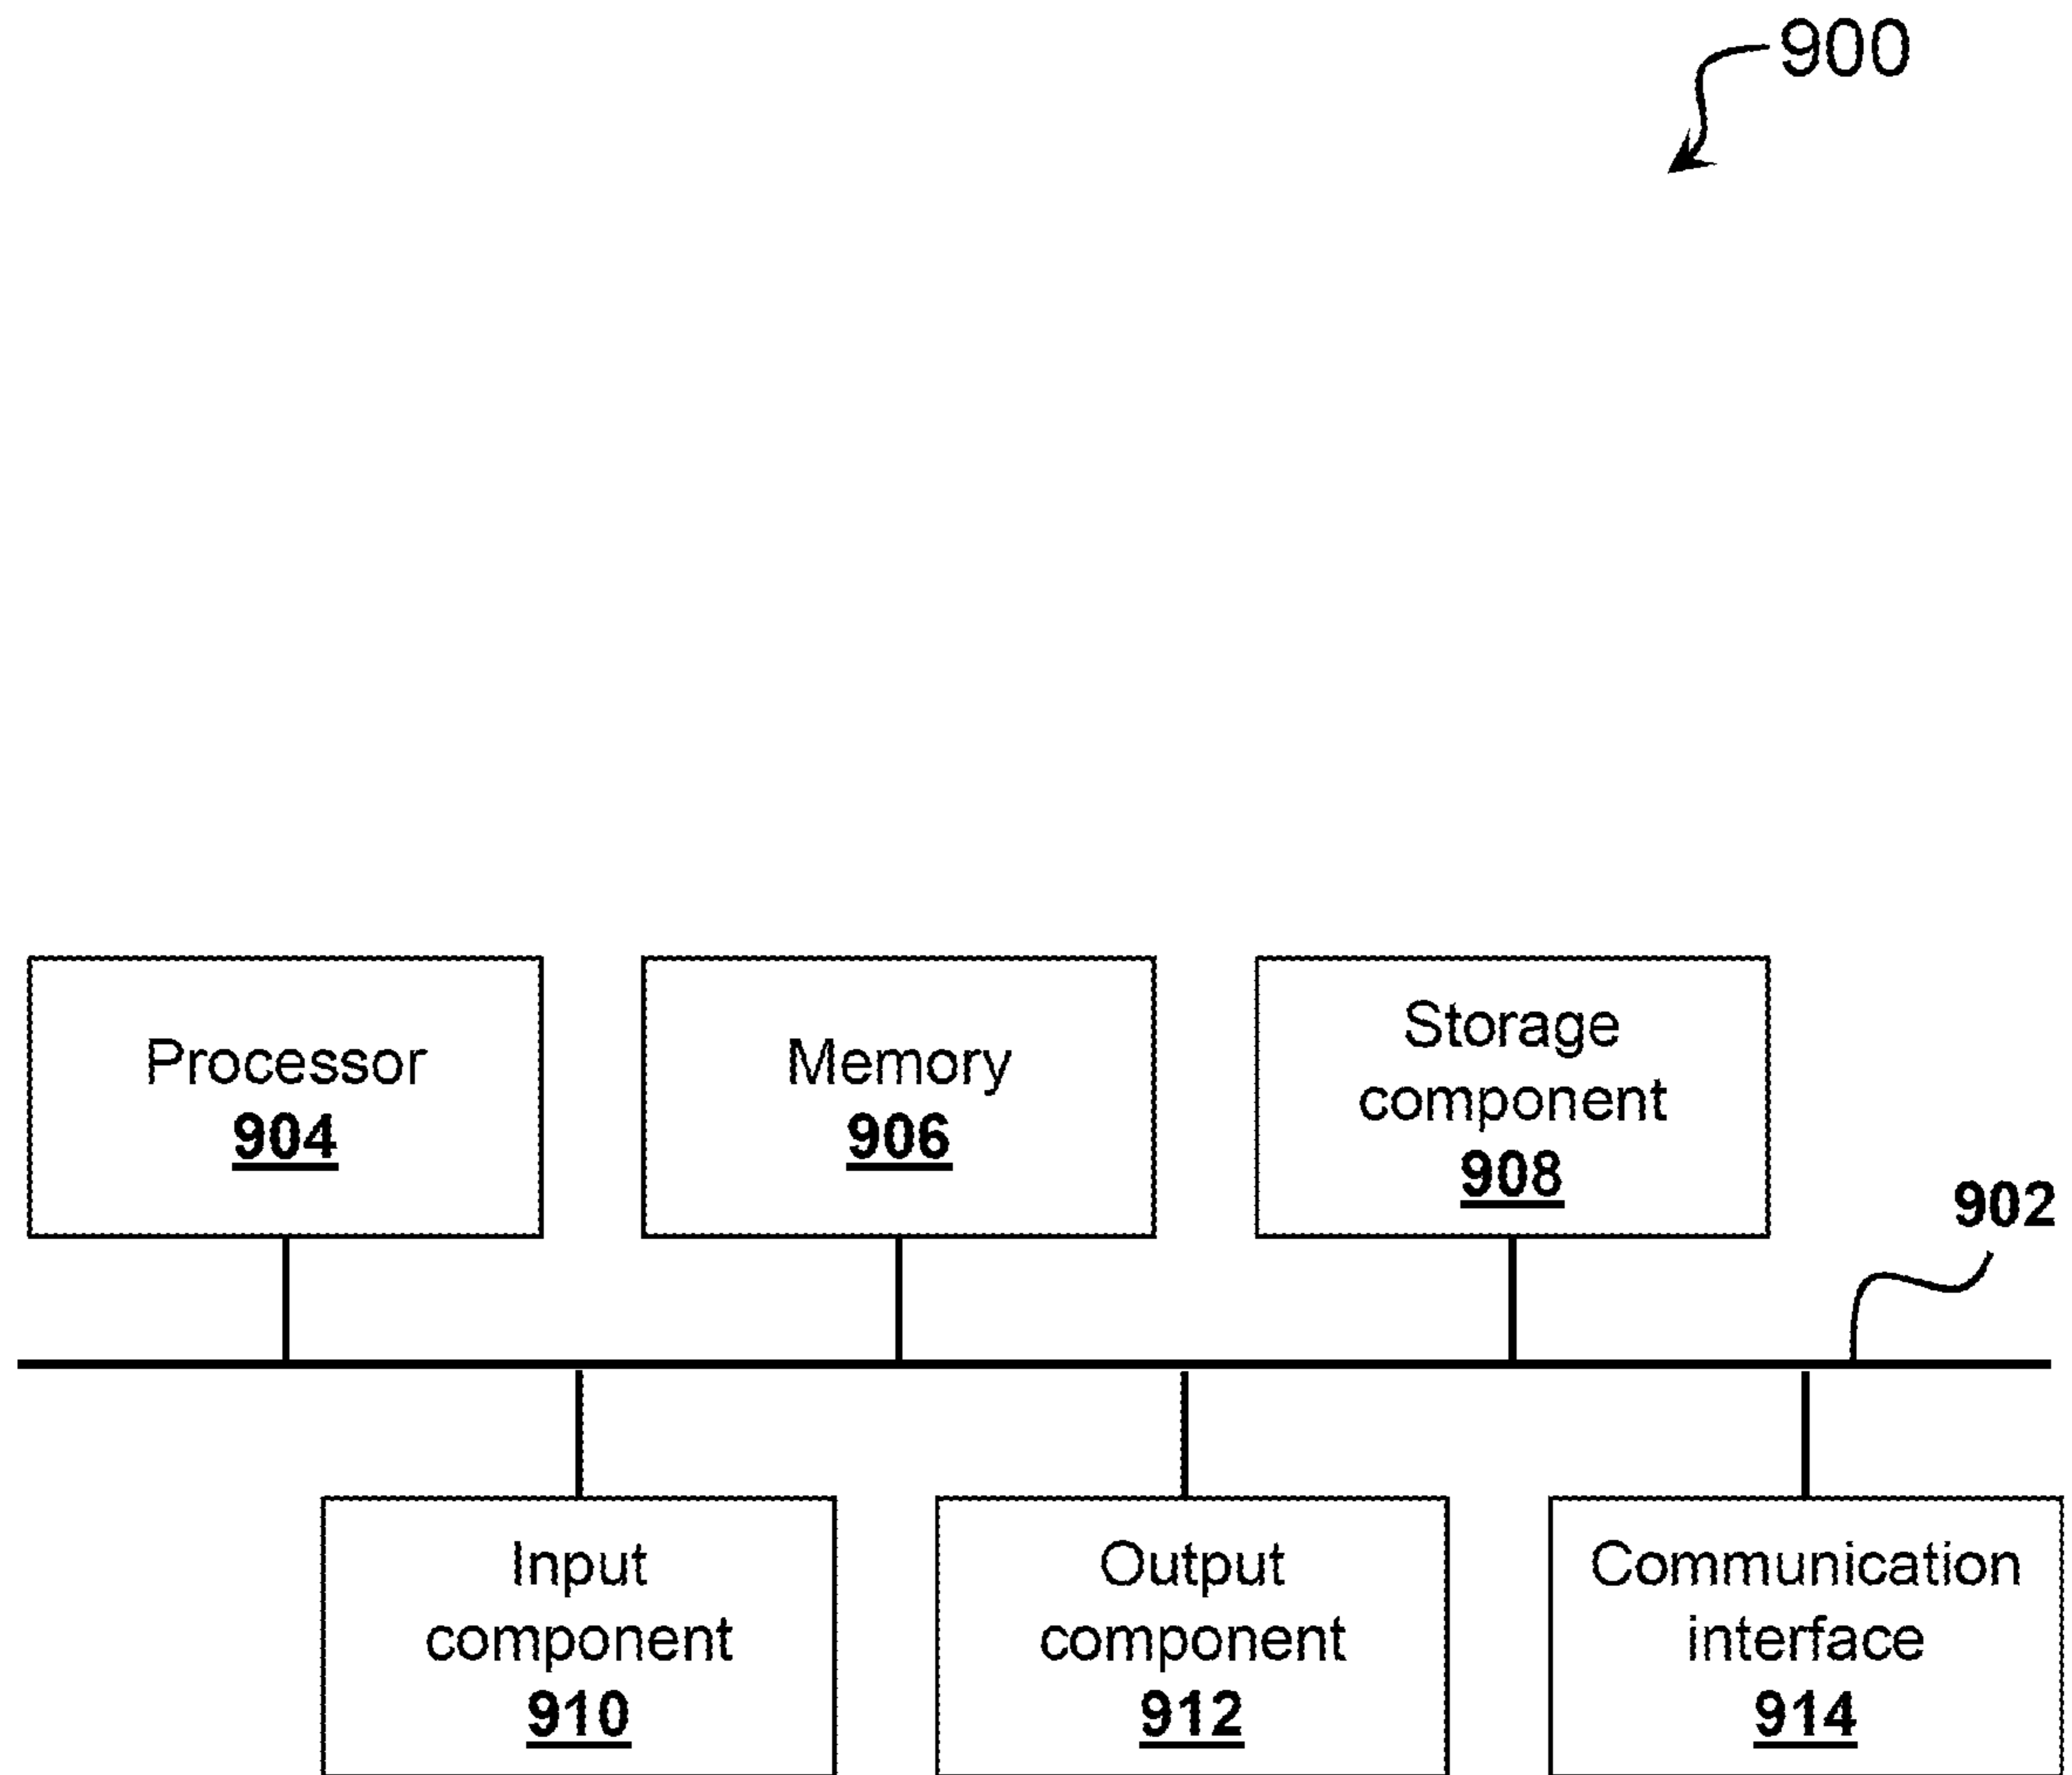 900
Processor
904
Memory
906
Storage
component
908
902
Input
component
910
Output
component
912
Communication
interface
914